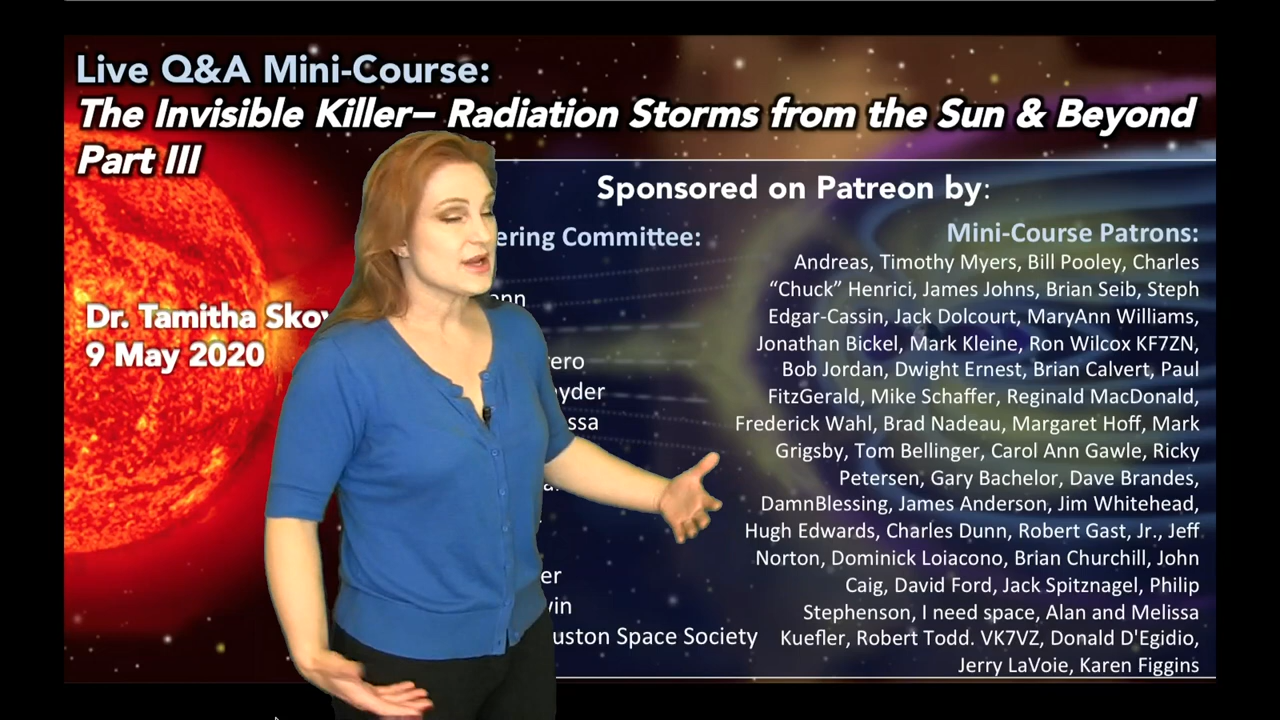 Live Q&A Mini-Course:
The Invisible Killer– Radiation Storms from the Sun & Beyond
Part III
Dr. Tamitha
9 May 2020
Sponsored on Patreon by:
Committee:
Houston Space Society
Mini-Course Patrons:
Andreas, Timothy Myers, Bill Pooley, Charles
“Chuck” Henrici, James Johns, Brian Seib, Steph
Edgar-Cassin, Jack Dolcourt, MaryAnn Williams,
Jonathan Bickel, Mark Kleine, Ron Wilcox KF7ZN,
Bob Jordan, Dwight Ernest, Brian Calvert, Paul
FitzGerald, Mike Schaffer, Reginald MacDonald,
Frederick Wahl, Brad Nadeau, Margaret Hoff, Mark
Grigsby, Tom Bellinger, Carol Ann Gawle, Ricky
Petersen, Gary Bachelor, Dave Brandes,
DamnBlessing, James Anderson, Jim Whitehead,
Hugh Edwards, Charles Dunn, Robert Gast, Jr., Jeff
Norton, Dominick Loiacono, Brian Churchill, John
Caig, David Ford, Jack Spitznagel, Philip
Stephenson, I need space, Alan and Melissa
Kuefler, Robert Todd. VK7VZ, Donald D'Egidio,
Jerry LaVoie, Karen Figgins